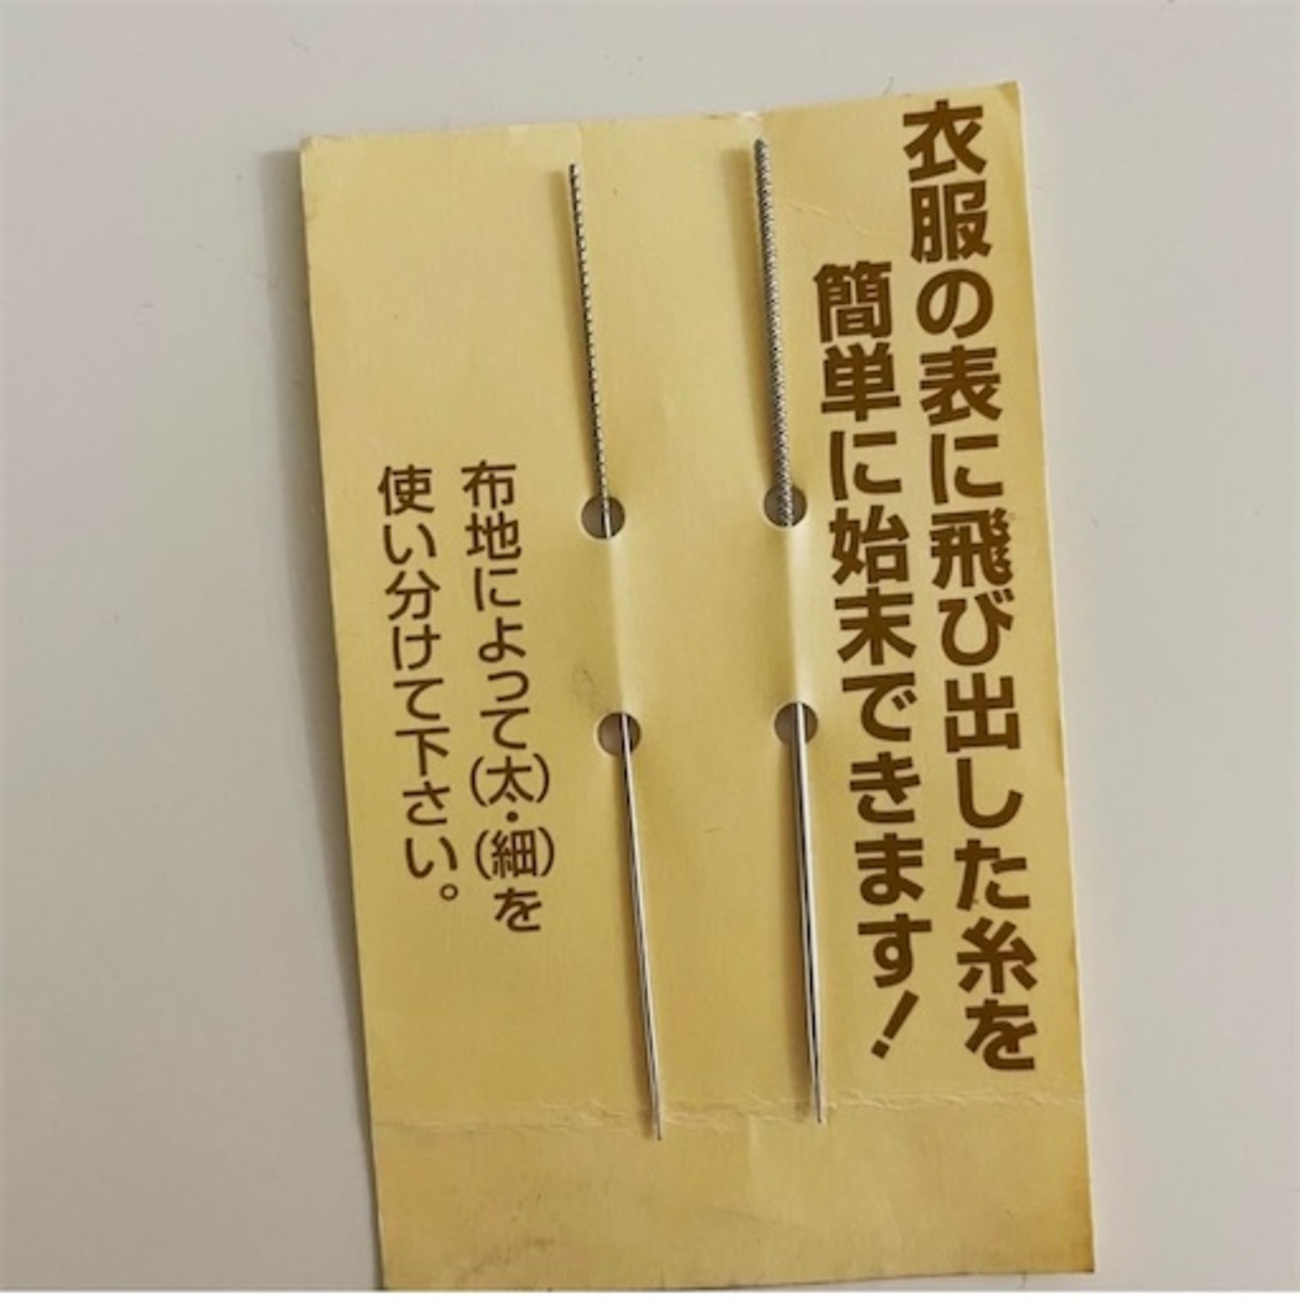 衣服の表に飛び出した糸を
簡単に始末できます!
布地によって(太)・(細)を
使い分けて下さい。